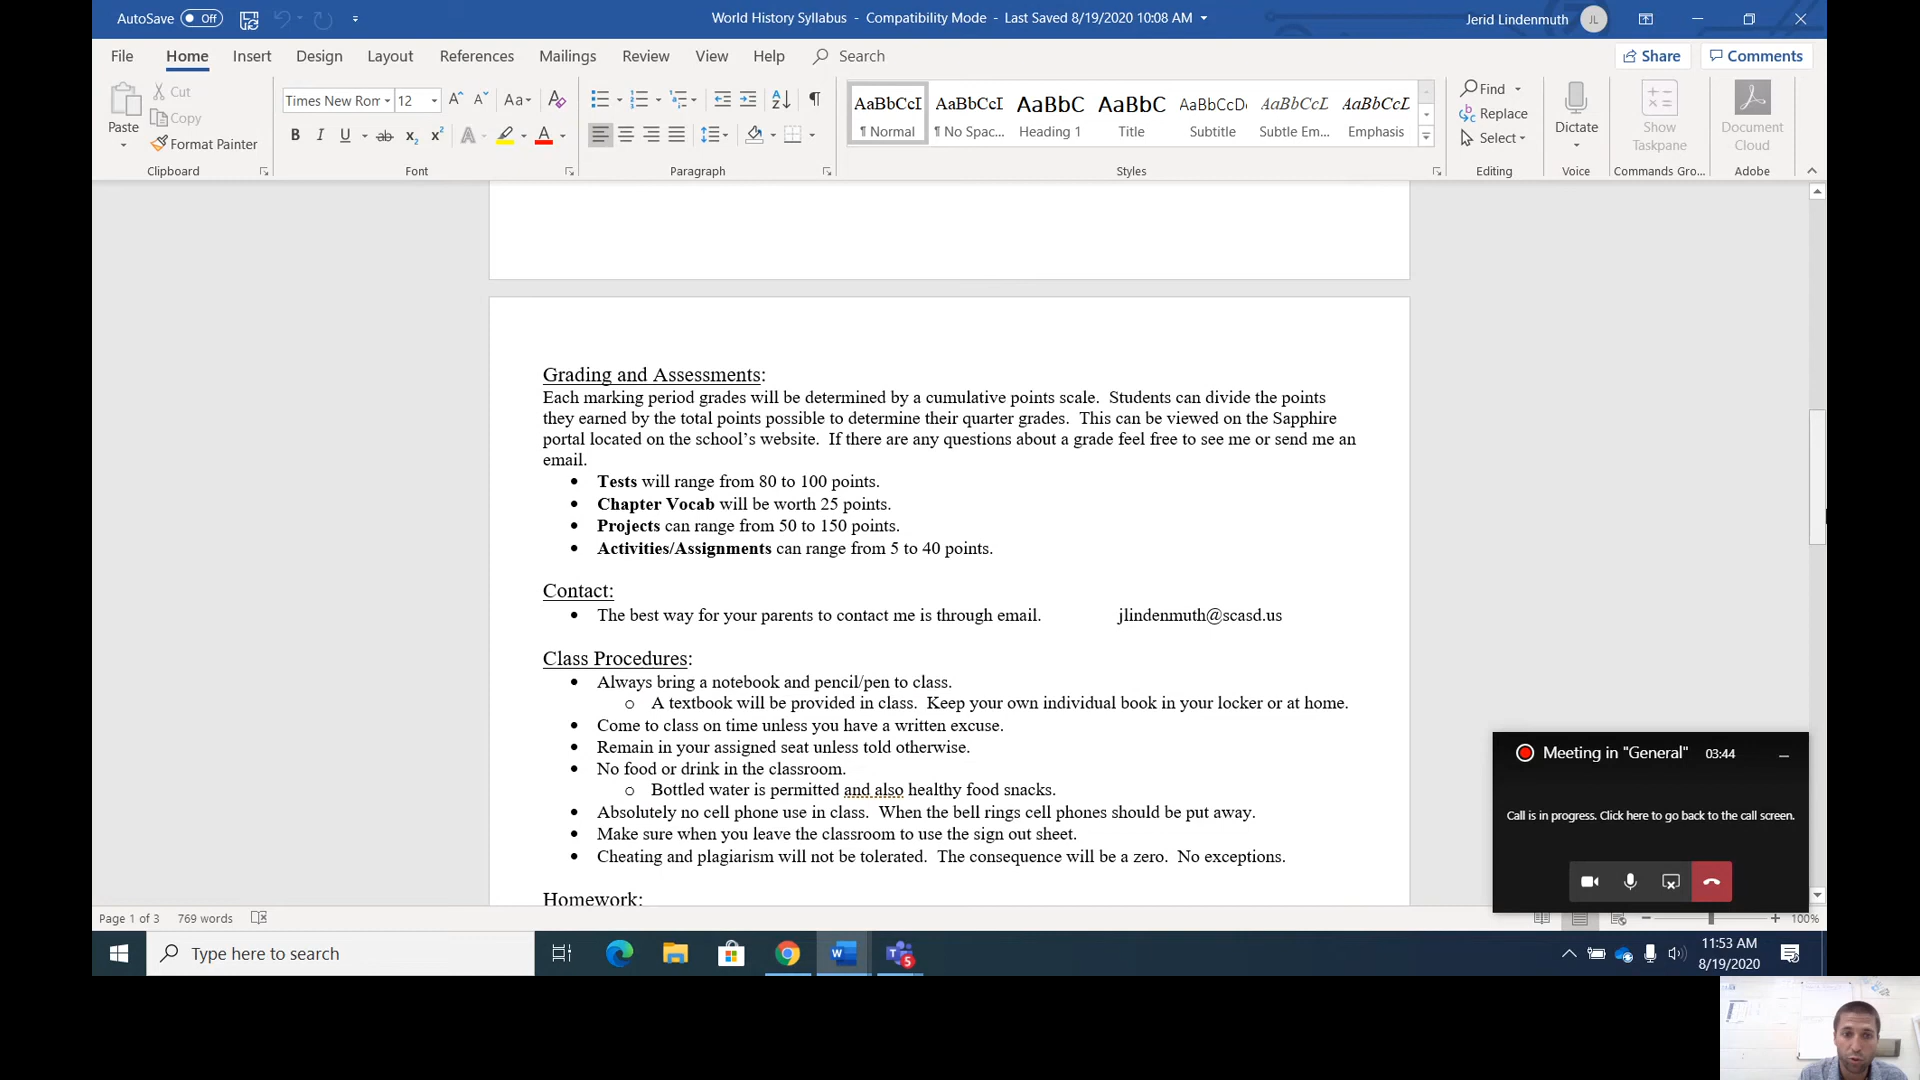 AutoSave Off
World History Syllabus - Compatibility Mode - Last Saved 8/19/2020 10:08 AM
Jerid Lindenmuth JL
File Home Insert Design Layout References Mailings Review View Help Search
Share Comments
Paste
Cut
Copy
Format Painter
Clipboard
Times New Rom 12
Font
Paragraph
AaBbCcI AaBbCcI AaBbC AaBbC AaBbCcD AaBbCcL AaBbCcL
¶ Normal ¶ No Spac... Heading 1 Title Subtitle Subtle Em... Emphasis
Styles
Find
Replace
Select
Editing
Dictate
Voice
Show Taskpane
Commands Gro...
Document Cloud
Adobe
Grading and Assessments:
Each marking period grades will be determined by a cumulative points scale. Students can divide the points
they earned by the total points possible to determine their quarter grades. This can be viewed on the Sapphire
portal located on the school's website. If there are any questions about a grade feel free to see me or send me an
email.
• Tests will range from 80 to 100 points.
• Chapter Vocab will be worth 25 points.
• Projects can range from 50 to 150 points.
• Activities/Assignments can range from 5 to 40 points.
Contact:
• The best way for your parents to contact me is through email. jlindenmuth@scasd.us
Class Procedures:
• Always bring a notebook and pencil/pen to class.
o A textbook will be provided in class. Keep your own individual book in your locker or at home.
• Come to class on time unless you have a written excuse.
• Remain in your assigned seat unless told otherwise.
• No food or drink in the classroom.
o Bottled water is permitted and also healthy food snacks.
• Absolutely no cell phone use in class. When the bell rings cell phones should be put away.
• Make sure when you leave the classroom to use the sign out sheet.
• Cheating and plagiarism will not be tolerated. The consequence will be a zero. No exceptions.
Homework:
Meeting in "General" 03:44
Call is in progress. Click here to go back to the call screen.
Page 1 of 3 769 words
100%
Type here to search
11:53 AM
8/19/2020